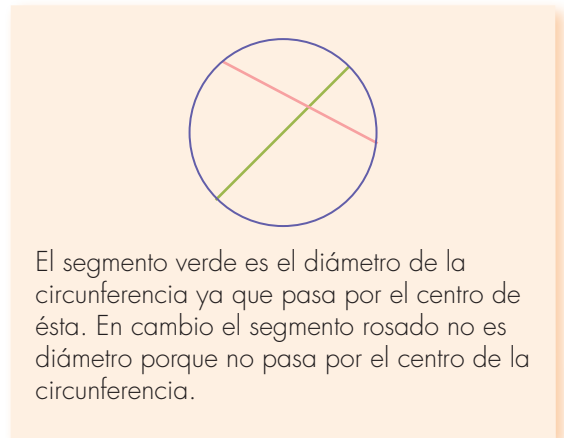 El segmento verde es el diámetro de la
circunferencia ya que pasa por el centro de
ésta. En cambio el segmento rosado no es
diámetro porque no pasa por el centro de la
circunferencia.